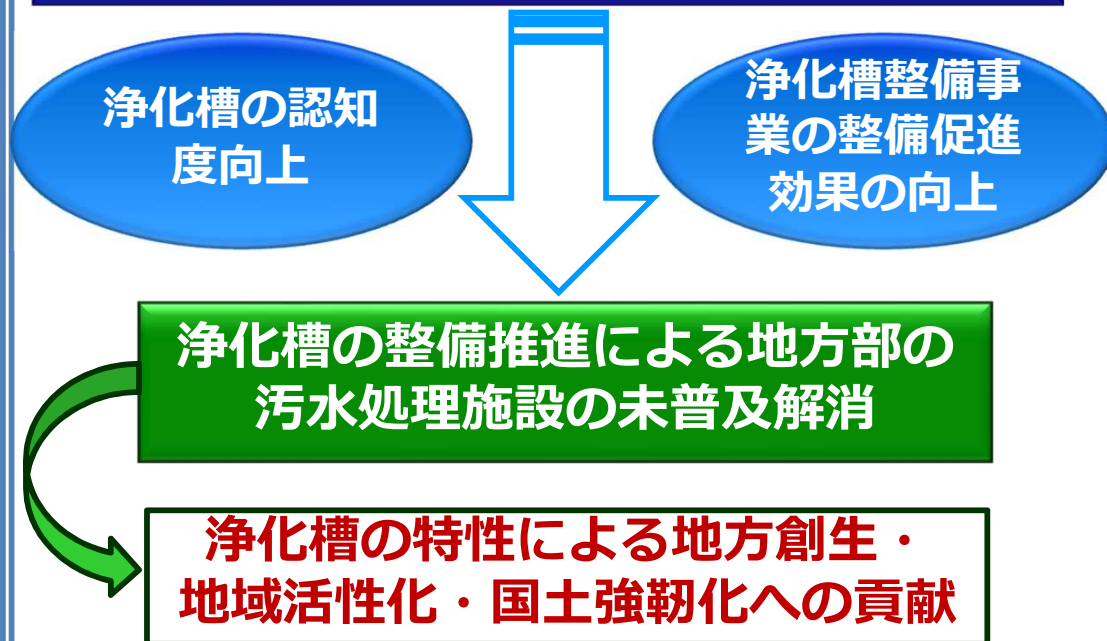 浄化槽の認知
度向上
浄化槽整備事
業の整備促進
効果の向上
浄化槽の整備推進による地方部の
汚水処理施設の未普及解消
浄化槽の特性による地方創生・
地域活性化・国土強靭化への貢献